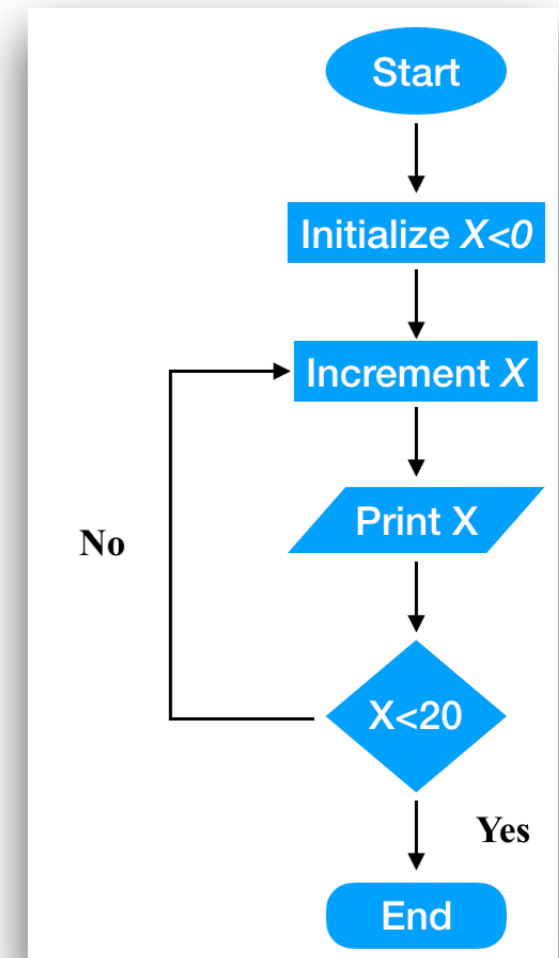 Start
Initialize X<0
Increment X
Print X
No
X<20
Yes
End